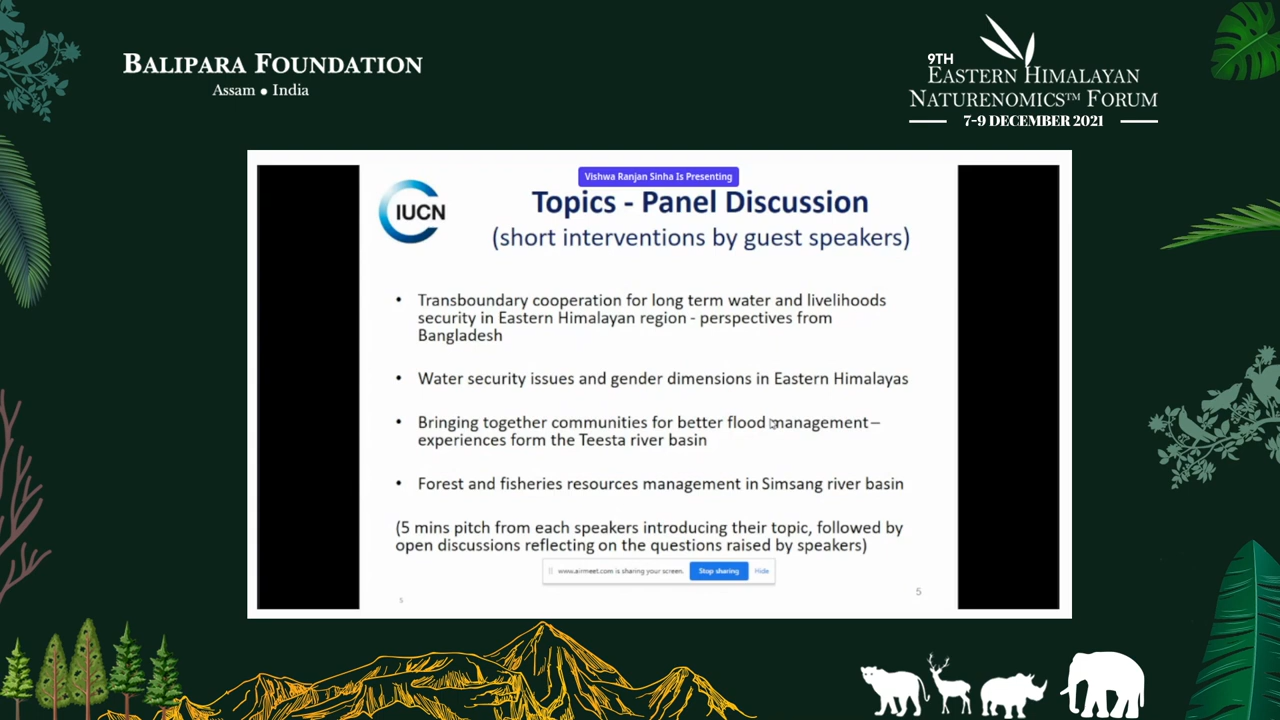 BALIPARA FOUNDATION
Assam ● India
9TH
EASTERN HIMALAYAN
NATURENOMICS™ FORUM
7-9 DECEMBER 2021
Vishwa Ranjan Sinha Is Presenting
IUCN
Topics - Panel Discussion
(short interventions by guest speakers)
• Transboundary cooperation for long term water and livelihoods
security in Eastern Himalayan region - perspectives from
Bangladesh
• Water security issues and gender dimensions in Eastern Himalayas
• Bringing together communities for better flood management–
experiences form the Teesta river basin
• Forest and fisheries resources management in Simsang river basin
(5 mins pitch from each speakers introducing their topic, followed by
open discussions reflecting on the questions raised by speakers)
www.airmeet.com is sharing your screen. Stop sharing Hide
5
5